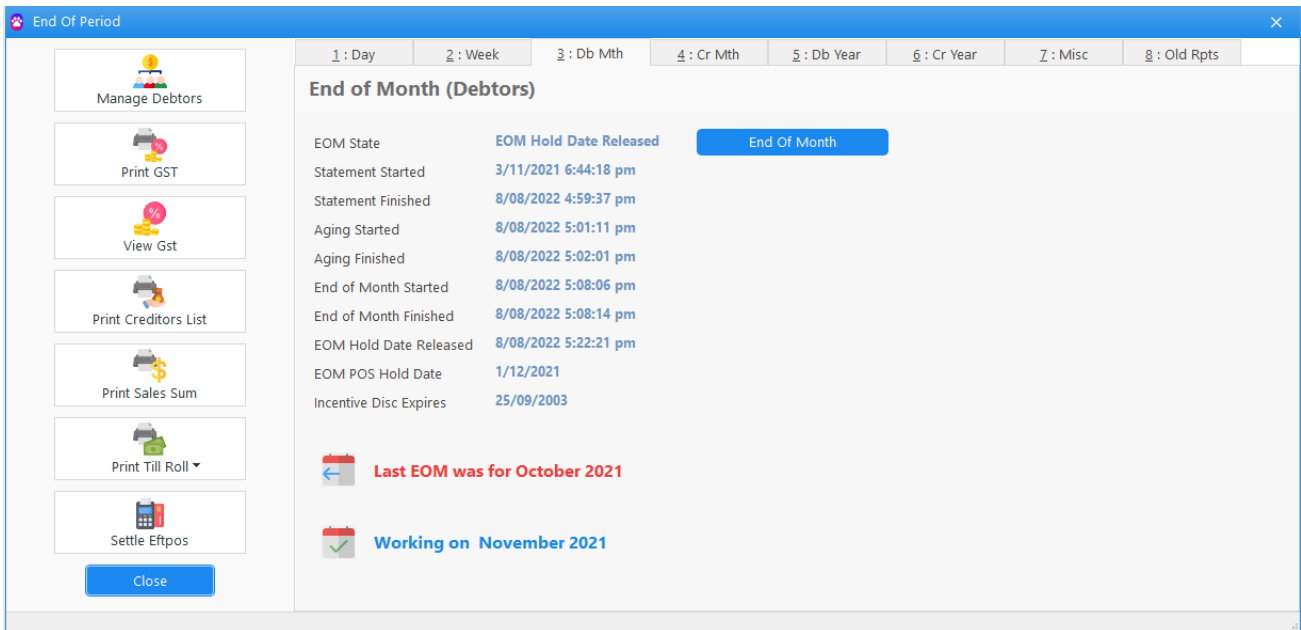 End Of Period
Manage Debtors
Print GST
View Gst
Print Creditors List
Print Sales Sum
Print Till Roll
Settle Eftpos
Close
1 : Day
2 : Week
3 : Db Mth
4 : Cr Mth
5 : Db Year
6 : Cr Year
7 : Misc
8 : Old Rpts
End of Month (Debtors)
EOM State EOM Hold Date Released End Of Month
Statement Started 3/11/2021 6:44:18 pm
Statement Finished 8/08/2022 4:59:37 pm
Aging Started 8/08/2022 5:01:11 pm
Aging Finished 8/08/2022 5:02:01 pm
End of Month Started 8/08/2022 5:08:06 pm
End of Month Finished 8/08/2022 5:08:14 pm
EOM Hold Date Released 8/08/2022 5:22:21 pm
EOM POS Hold Date 1/12/2021
Incentive Disc Expires 25/09/2003
Last EOM was for October 2021
Working on November 2021